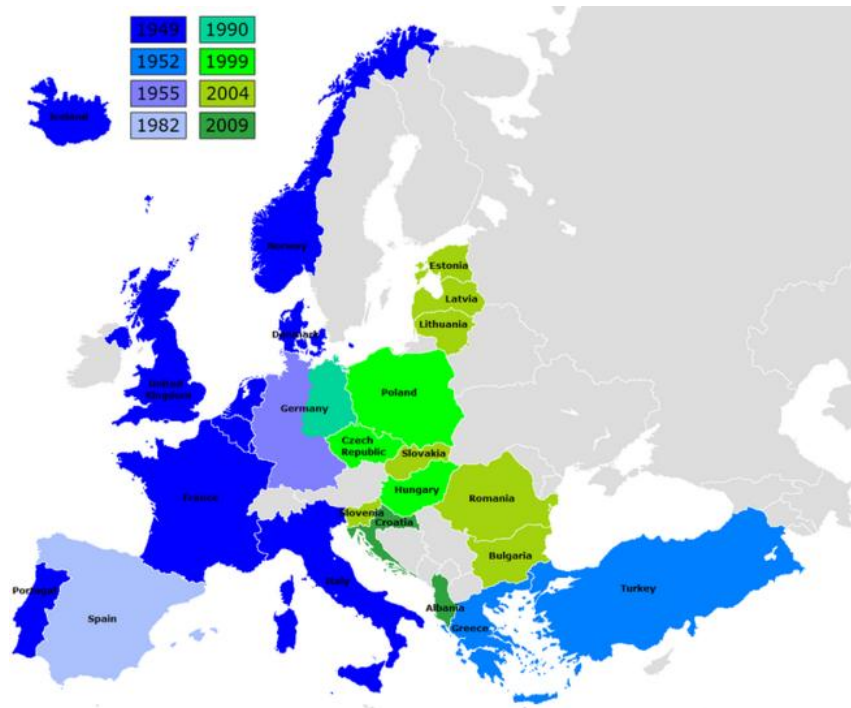 1949 1990
1952 1999
1955 2004
1982 2009
Iceland
Norway
Estonia
Latvia
Lithuania
Denmark
United
Kingdom
Germany
Poland
Czech
Republic
Slovakia
France
Hungary
Romania
Slovenia
Croatia
Bulgaria
Italy
Portugal
Spain
Albania
Greece
Turkey